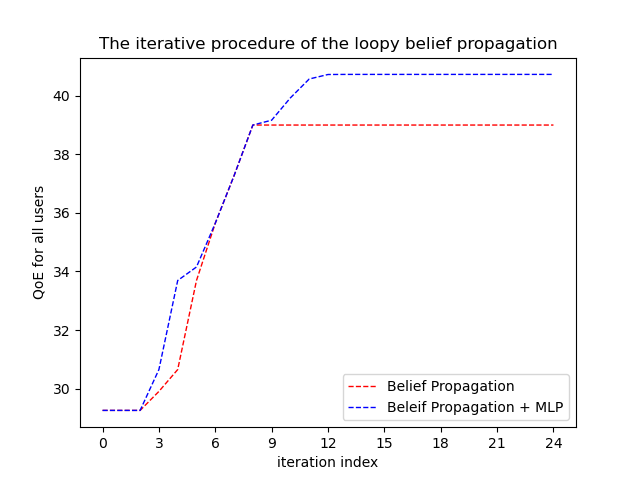 The iterative procedure of the loopy belief propagation
QoE for all users
40
38
36
34
32
30
0 3 6 9 12 15 18 21 24
iteration index
Belief Propagation
Beleif Propagation + MLP